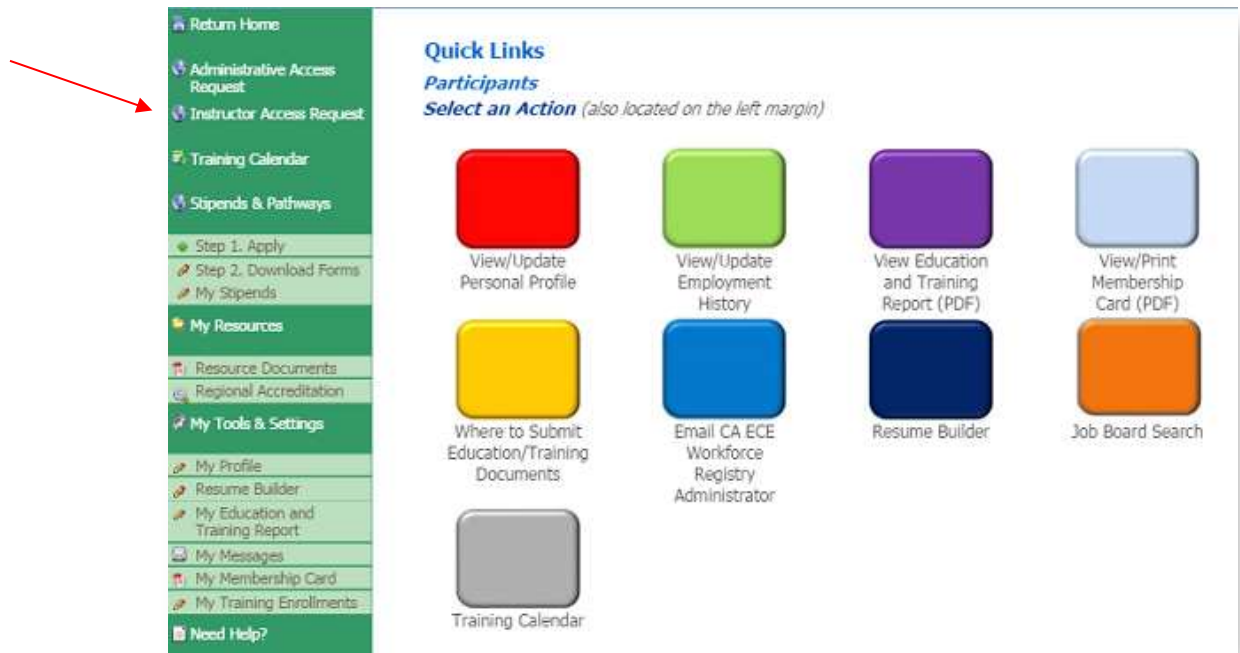 Return Home
Administrative Access
Request
Instructor Access Request
Training Calendar
Stipends & Pathways
Step 1. Apply
Step 2. Download Forms
My Stipends
My Resources
Resource Documents
Regional Accreditation
My Tools & Settings
My Profile
Resume Builder
My Education and
Training Report
My Messages
My Membership Card
My Training Enrollments
Need Help?
Quick Links
Participants
Select an Action (also located on the left margin)
View/Update
Personal Profile
View/Update
Employment
History
View Education
and Training
Report (PDF)
View/Print
Membership
Card (PDF)
Where to Submit
Education/Training
Documents
Email CA ECE
Workforce
Registry
Administrator
Resume Builder
Job Board Search
Training Calendar